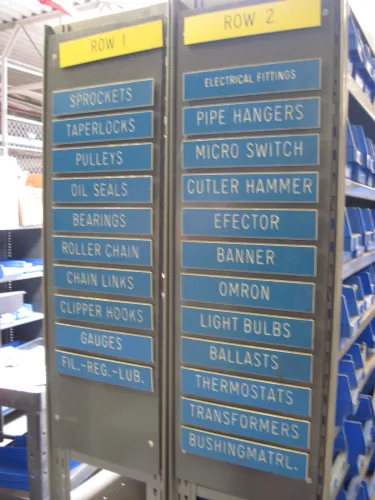 ROW 1
SPROCKETS
TAPERLOCKS
PULLEYS
OIL SEALS
BEARINGS
ROLLER CHAIN
CHAIN LINKS
CLIPPER HOOKS
GAUGES
FIL.-REG.-LUB.
ROW 2
ELECTRICAL FITTINGS
PIPE HANGERS
MICRO SWITCH
CUTLER HAMMER
EFECTOR
BANNER
OMRON
LIGHT BULBS
BALLASTS
THERMOSTATS
TRANSFORMERS
BUSHINGMATRL.